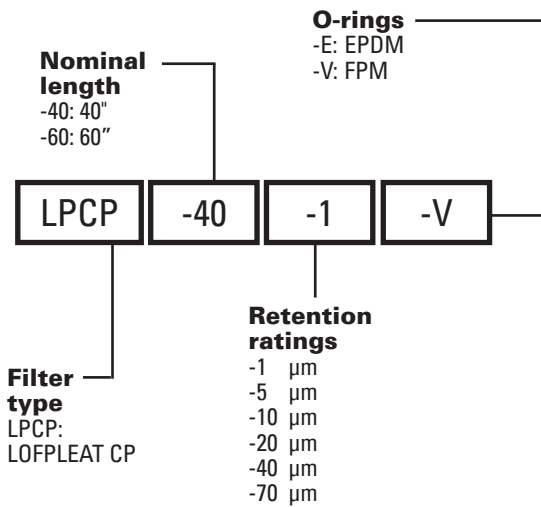 O-rings
-E: EPDM
-V: FPM
Nominal
length
-40: 40"
-60: 60”
LPCP -40 -1 -V
Retention
ratings
-1 µm
-5 µm
-10 µm
-20 µm
-40 µm
-70 µm
Filter
type
LPCP:
LOFPLEAT CP